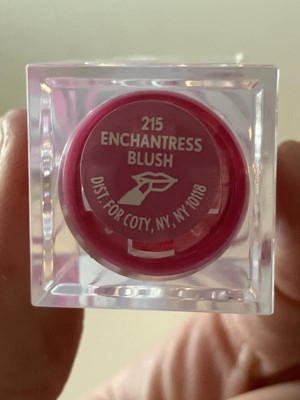 215
ENCHANTRESS
BLUSH
DIST. FOR COTY, NY, NY 10118